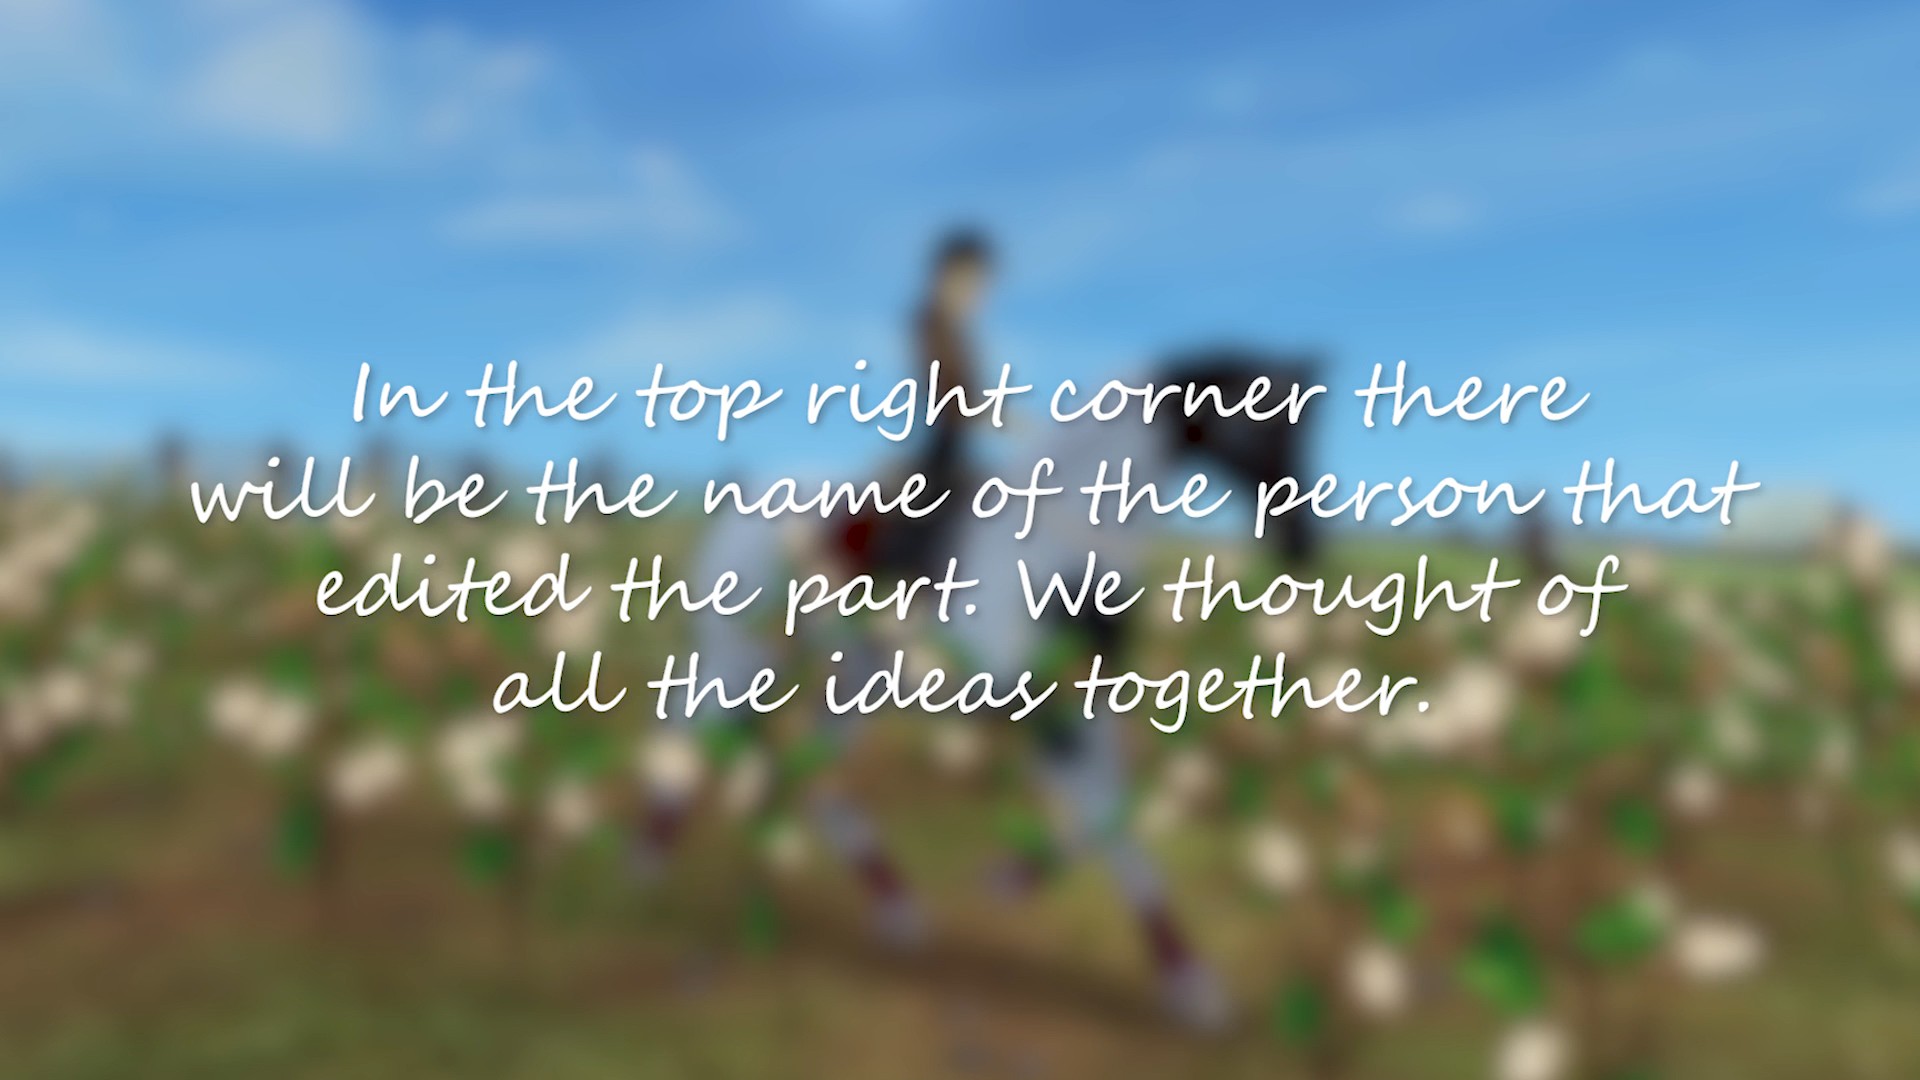 In the top right corner there
will be the name of the person that
edited the part. We thought of
all the ideas together.